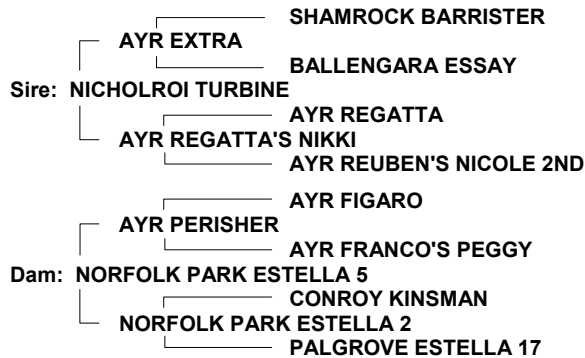 SHAMROCK BARRISTER
AYR EXTRA
BALLENGARA ESSAY
Sire: NICHOLROI TURBINE
AYR REGATTA
AYR REGATTA'S NIKKI
AYR REUBEN'S NICOLE 2ND
AYR FIGARO
AYR PERISHER
AYR FRANCO'S PEGGY
Dam: NORFOLK PARK ESTELLA 5
CONROY KINSMAN
NORFOLK PARK ESTELLA 2
PALGROVE ESTELLA 17